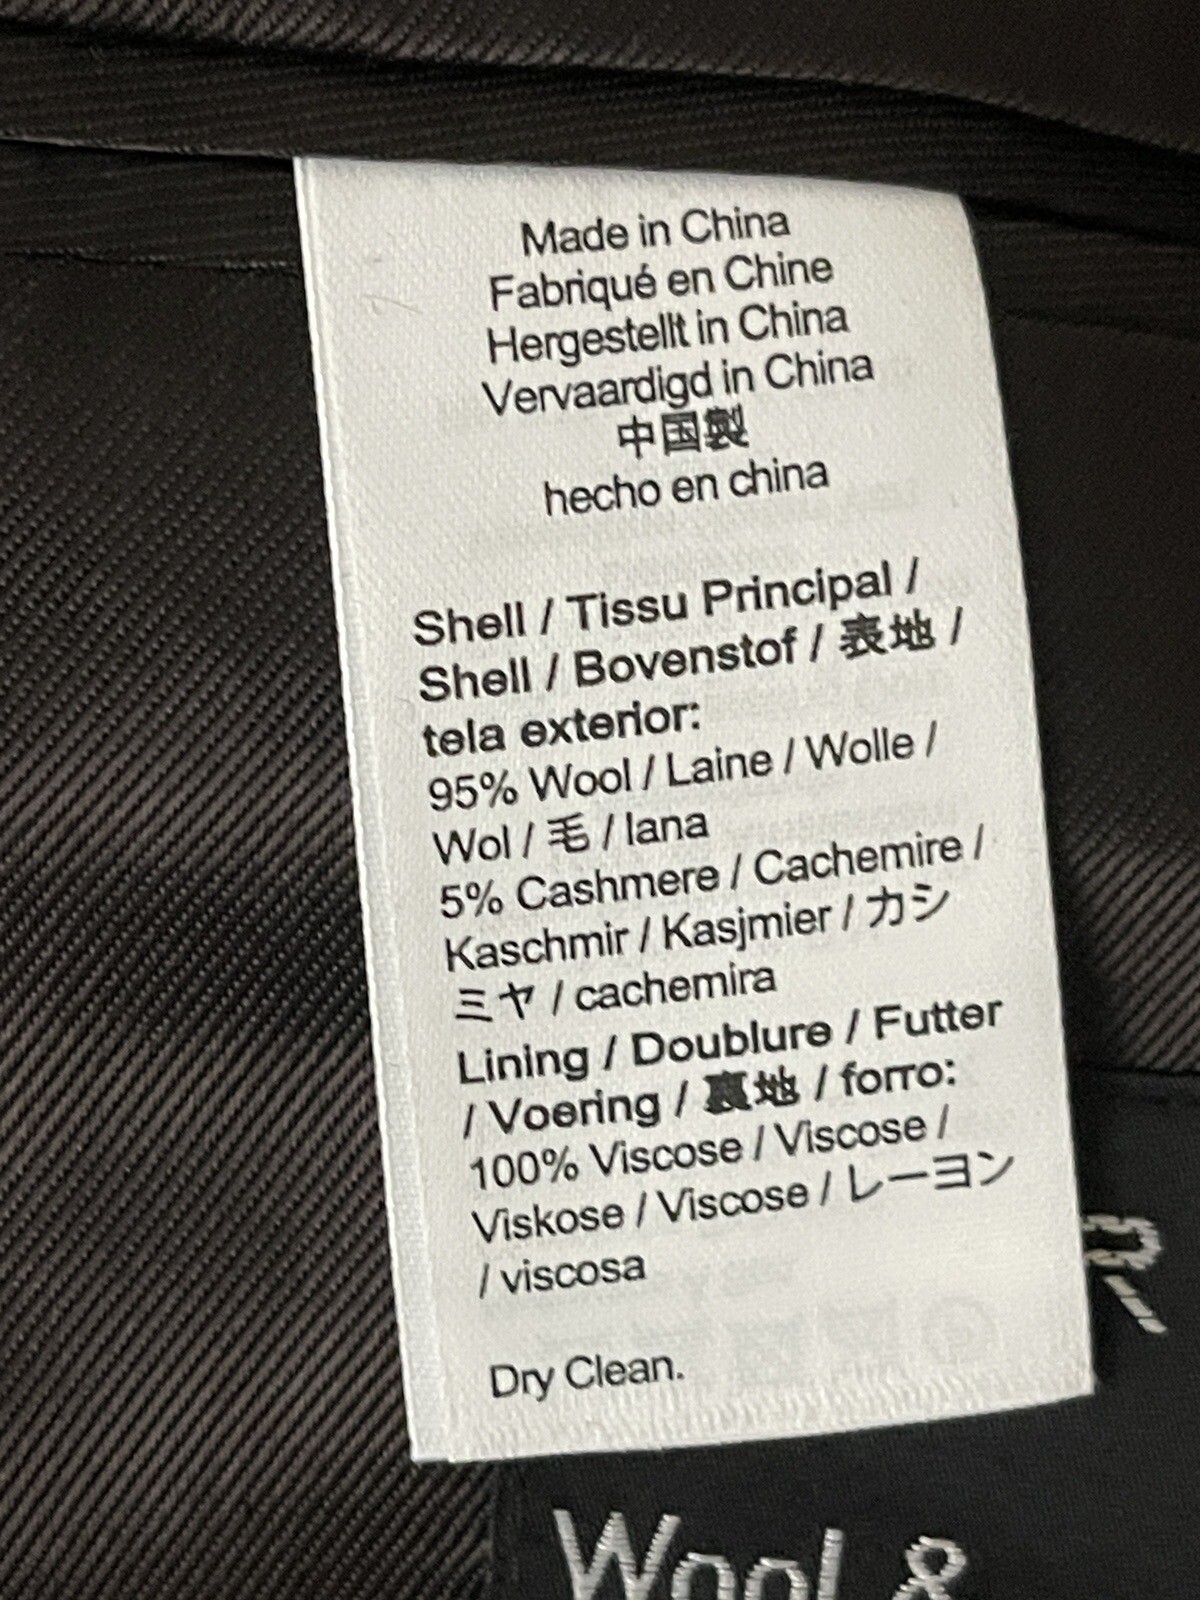 Made in China
Fabriqué en Chine
Hergestellt in China
Vervaardigd in China
中国製
hecho en china
Shell / Tissu Principal /
Shell / Bovenstof / 表地 /
tela exterior:
95% Wool / Laine / Wolle /
Wol / 毛 / lana
5% Cashmere / Cachemire /
Kaschmir / Kasjmier / カシ
ミヤ / cachemira
Lining / Doublure / Futter
/ Voering / 裏地 / forro:
100% Viscose / Viscose /
Viskose / Viscose / レーヨン
/ viscosa
Dry Clean.
R
Wool &